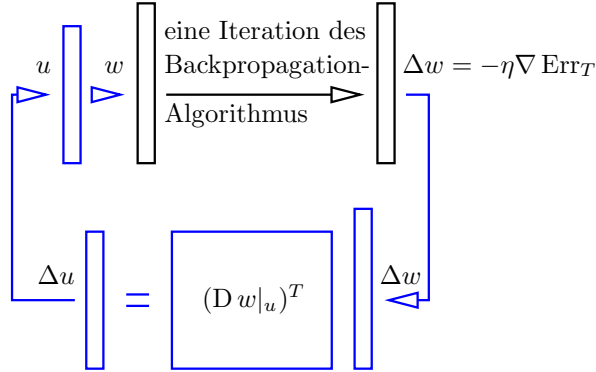 eine Iteration des
u w Backpropagation- Δw = −η∇ Err_T
Algorithmus
Δu = (D w|_u)^T Δw